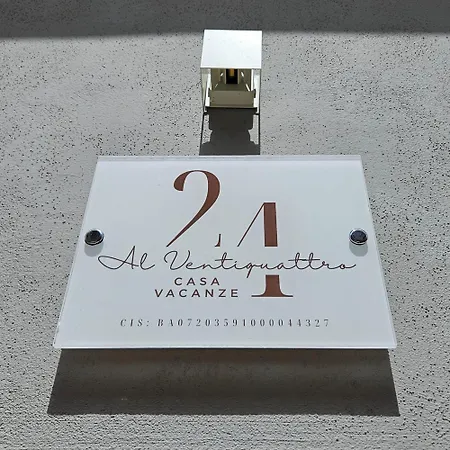 24
Al Ventiquattro
CASA
VACANZE
CIS: BA07203591000044327